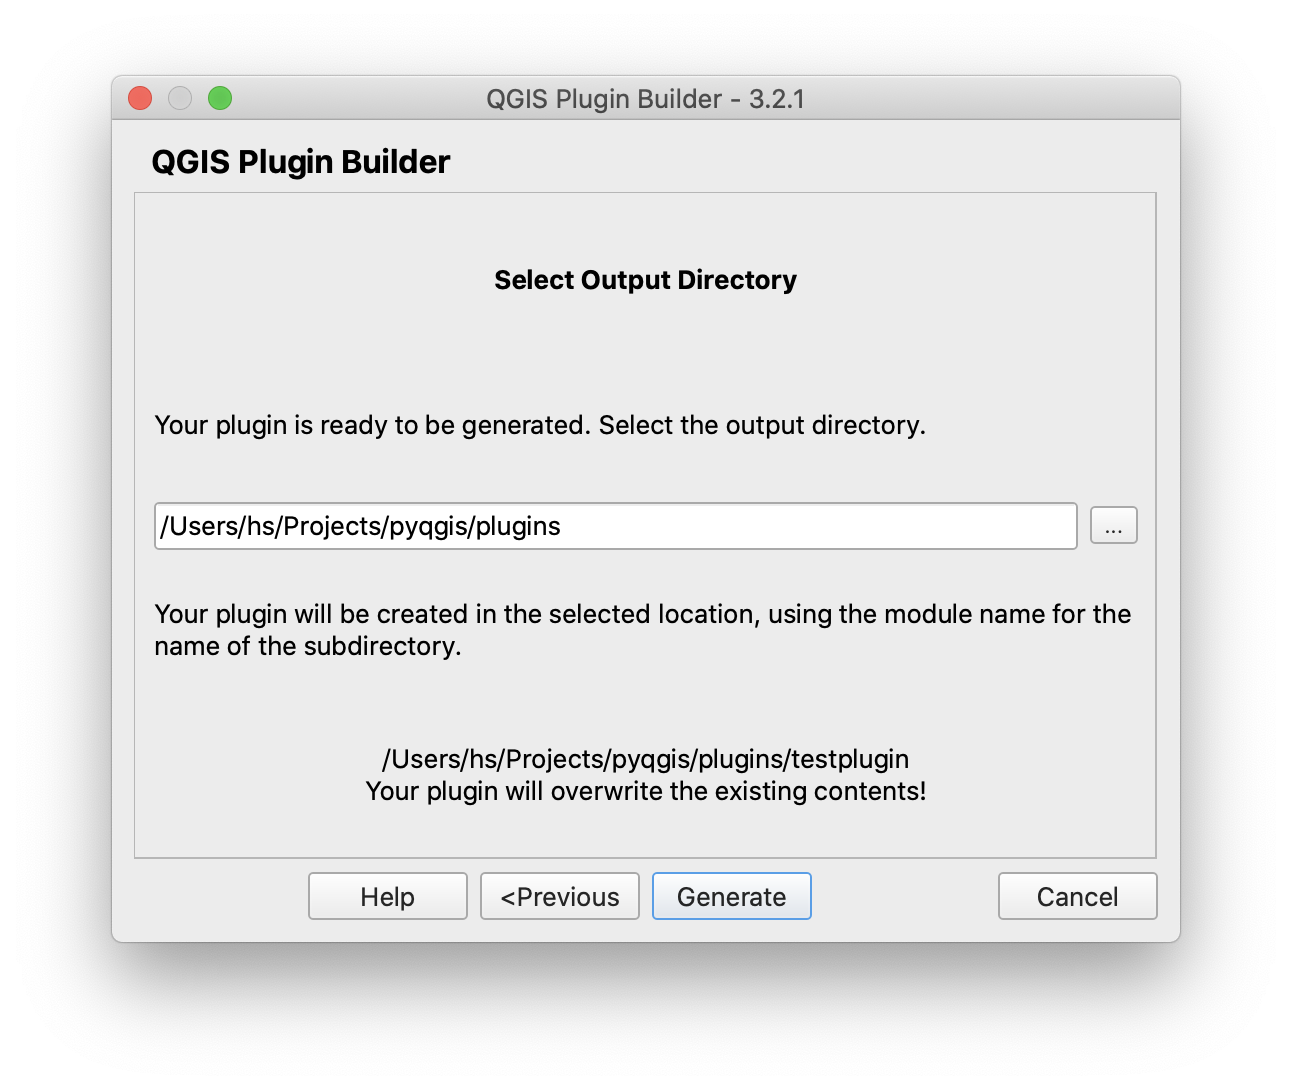 QGIS Plugin Builder - 3.2.1
QGIS Plugin Builder
Select Output Directory
Your plugin is ready to be generated. Select the output directory.
/Users/hs/Projects/pyqgis/plugins
...
Your plugin will be created in the selected location, using the module name for the
name of the subdirectory.
/Users/hs/Projects/pyqgis/plugins/testplugin
Your plugin will overwrite the existing contents!
Help
<Previous
Generate
Cancel